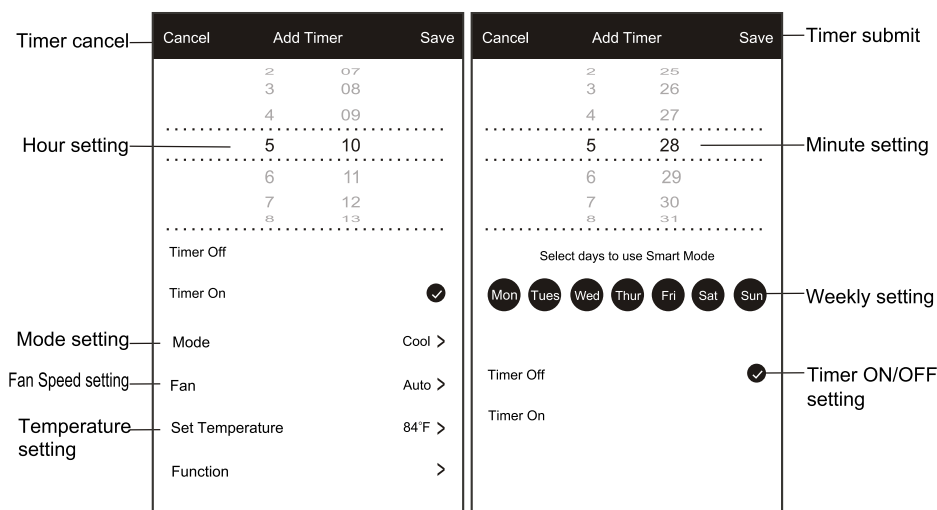 Timer cancel
Cancel Add Timer Save
2 07
3 08
4 09
Hour setting
5 10
6 11
7 12
8 13
Timer Off
Timer On
Mode setting
Mode Cool >
Fan Speed setting
Fan Auto >
Temperature
setting
Set Temperature 84°F >
Function >
Cancel Add Timer Save
Timer submit
2 25
3 26
4 27
5 28
Minute setting
6 29
7 30
8 31
Select days to use Smart Mode
Mon Tues Wed Thur Fri Sat Sun
Weekly setting
Timer Off
Timer ON/OFF
setting
Timer On